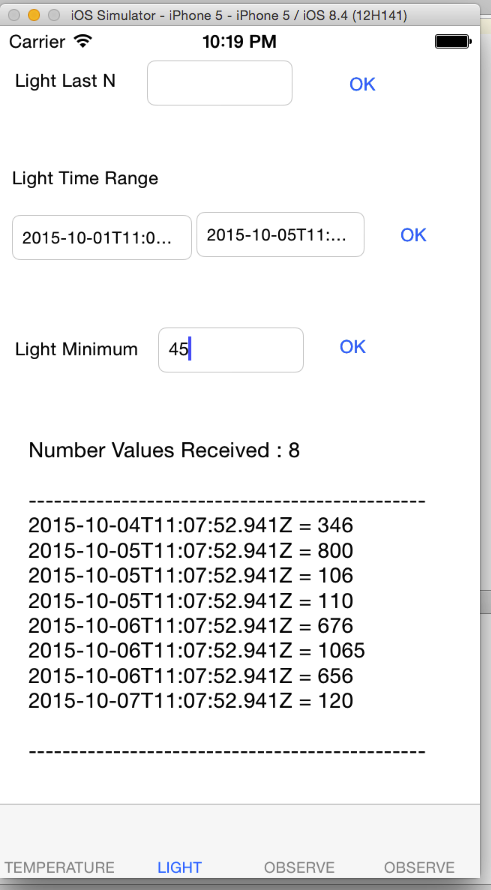 iOS Simulator - iPhone 5 - iPhone 5 / iOS 8.4 (12H141)
Carrier 10:19 PM
Light Last N OK
Light Time Range
2015-10-01T11:0... 2015-10-05T11:... OK
Light Minimum 45 OK
Number Values Received : 8
-----------------------------------------------
2015-10-04T11:07:52.941Z = 346
2015-10-05T11:07:52.941Z = 800
2015-10-05T11:07:52.941Z = 106
2015-10-05T11:07:52.941Z = 110
2015-10-06T11:07:52.941Z = 676
2015-10-06T11:07:52.941Z = 1065
2015-10-06T11:07:52.941Z = 656
2015-10-07T11:07:52.941Z = 120
-----------------------------------------------
TEMPERATURE LIGHT OBSERVE OBSERVE